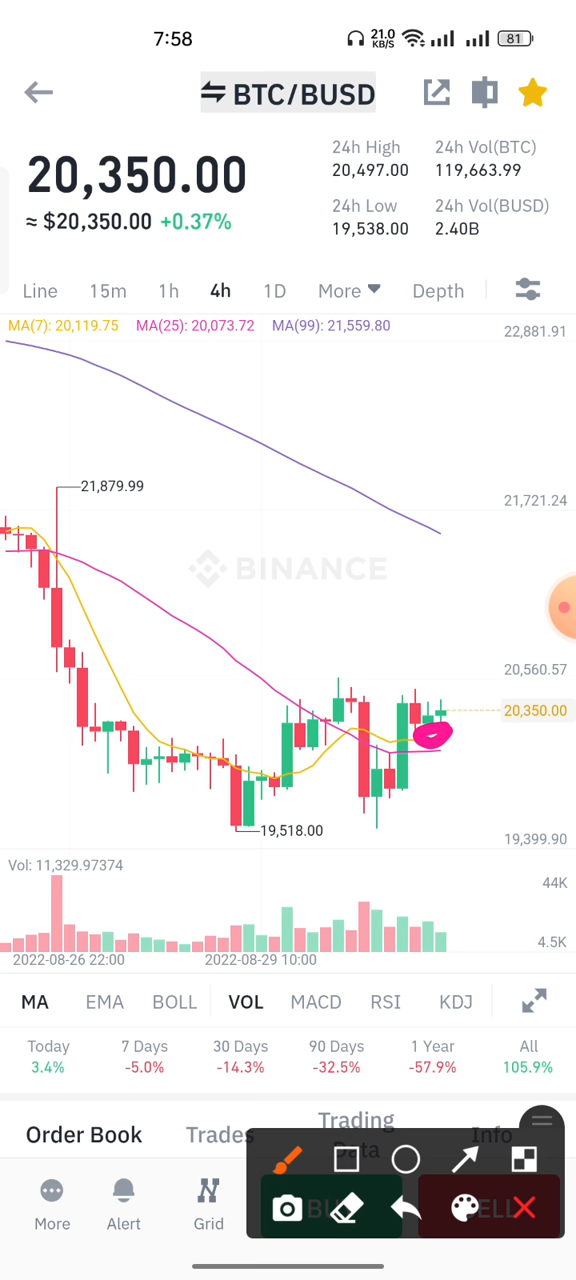 7:58 21.0 KB/S 81
BTC/BUSD
20,350.00
≈ $20,350.00 +0.37%
24h High 24h Vol(BTC)
20,497.00 119,663.99
24h Low 24h Vol(BUSD)
19,538.00 2.40B
Line 15m 1h 4h 1D More Depth
MA(7): 20,119.75 MA(25): 20,073.72 MA(99): 21,559.80
22,881.91
21,879.99
21,721.24
BINANCE
20,560.57
20,350.00
19,518.00
19,399.90
Vol: 11,329.97374
44K
4.5K
2022-08-26 22:00 2022-08-29 10:00
MA EMA BOLL VOL MACD RSI KDJ
Today 7 Days 30 Days 90 Days 1 Year All
3.4% -5.0% -14.3% -32.5% -57.9% 105.9%
Order Book Trades Trading Data Info
More Alert Grid